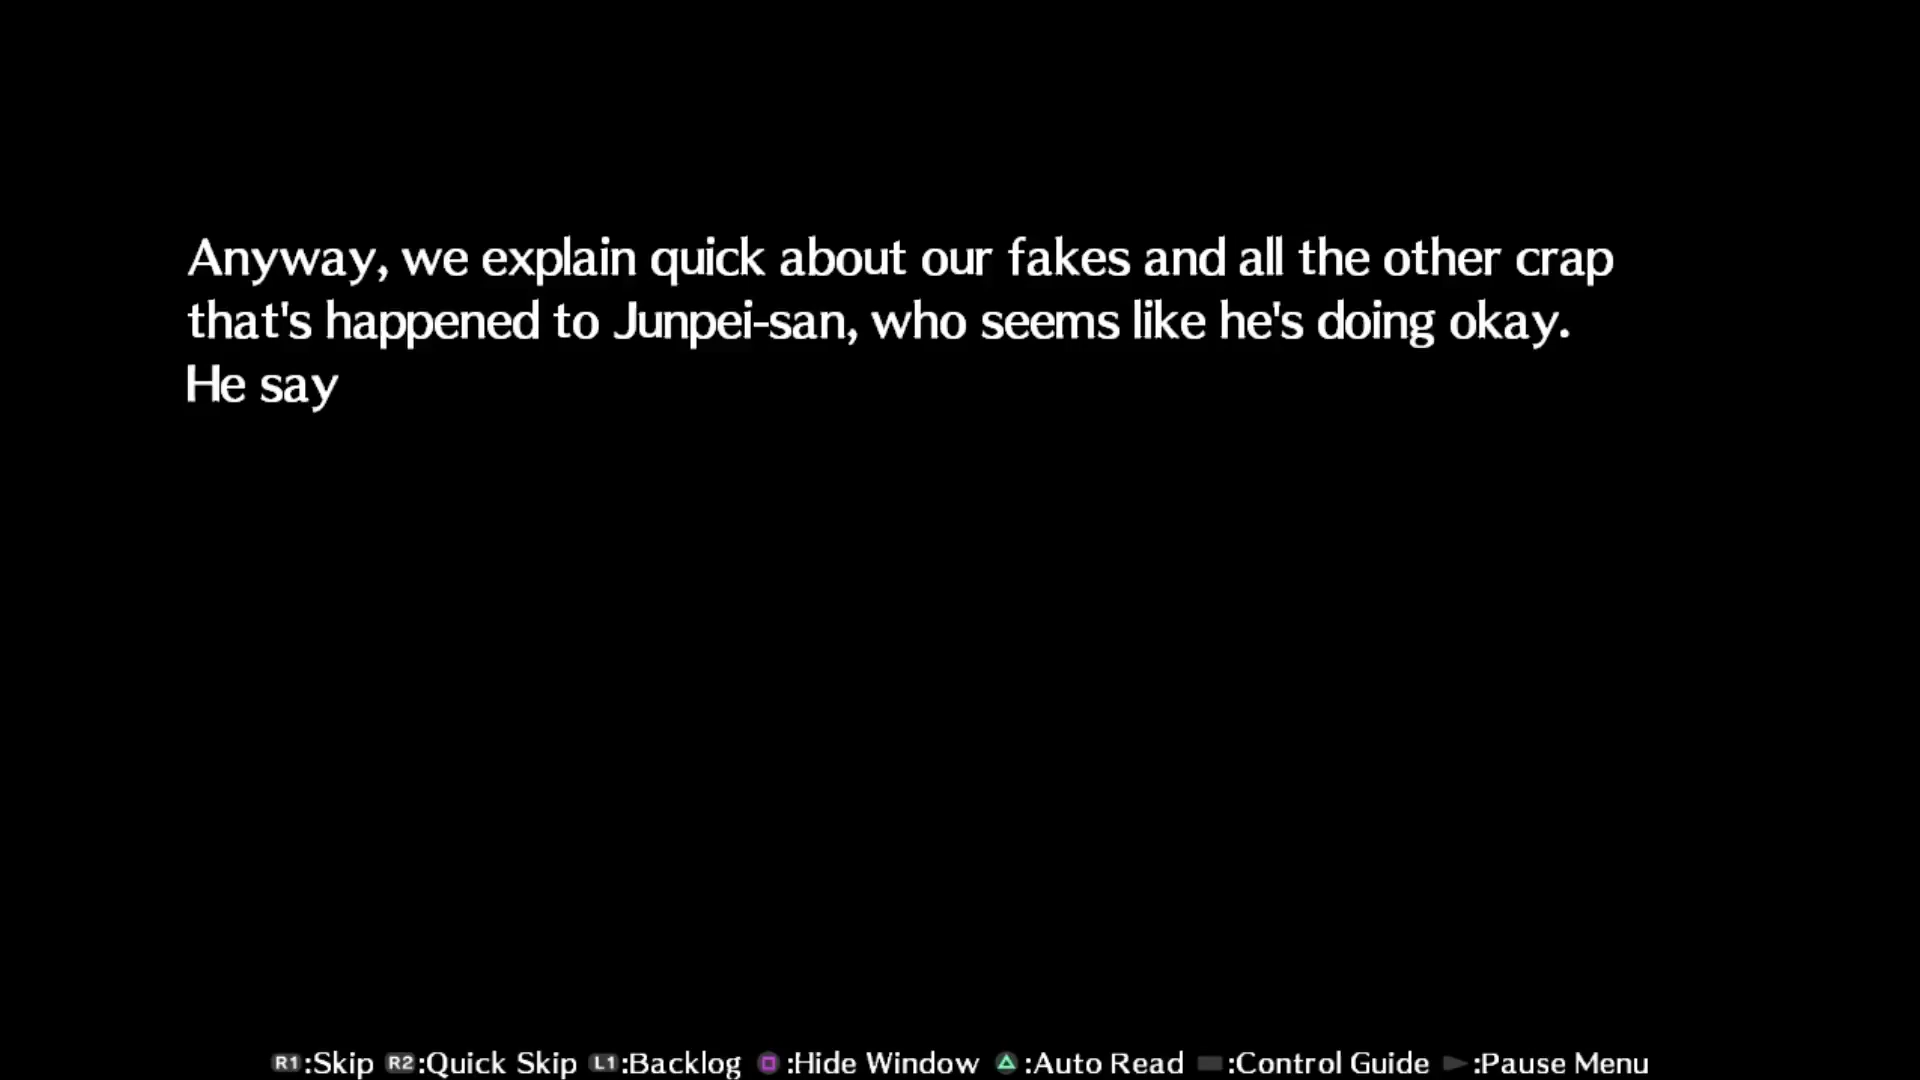 Anyway, we explain quick about our fakes and all the other crap
that's happened to Junpei-san, who seems like he's doing okay.
He say
R1:Skip R2:Quick Skip L1:Backlog :Hide Window :Auto Read :Control Guide :Pause Menu